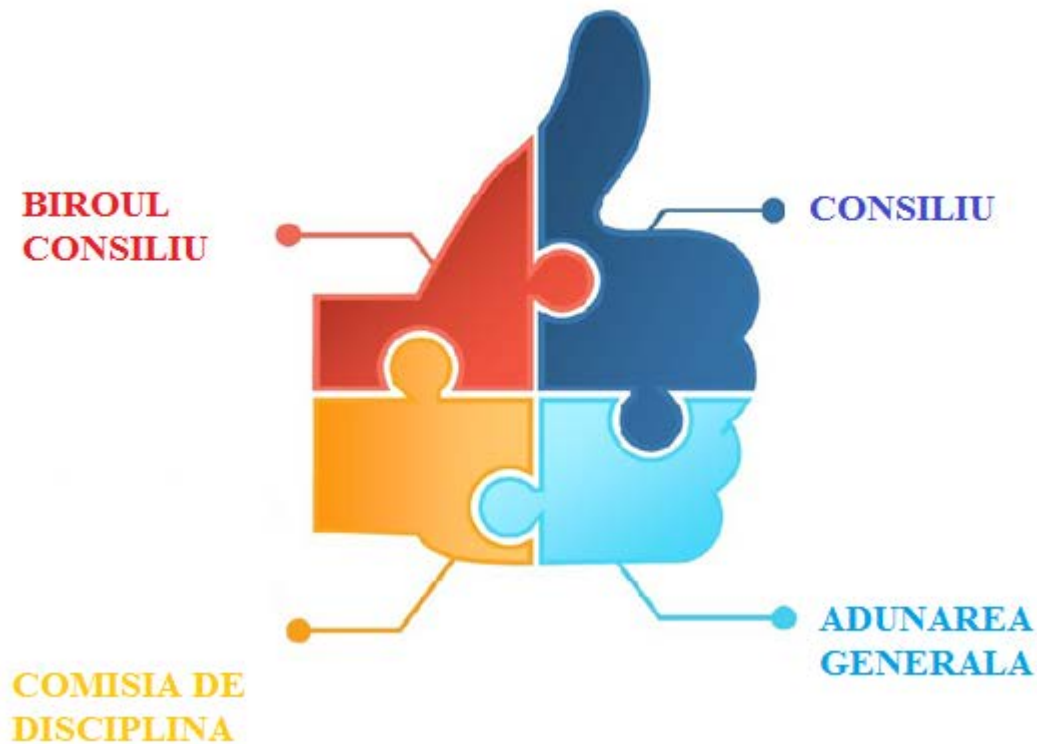 BIROUL
CONSILIU
CONSILIU
ADUNAREA
GENERALA
COMISIA DE
DISCIPLINA